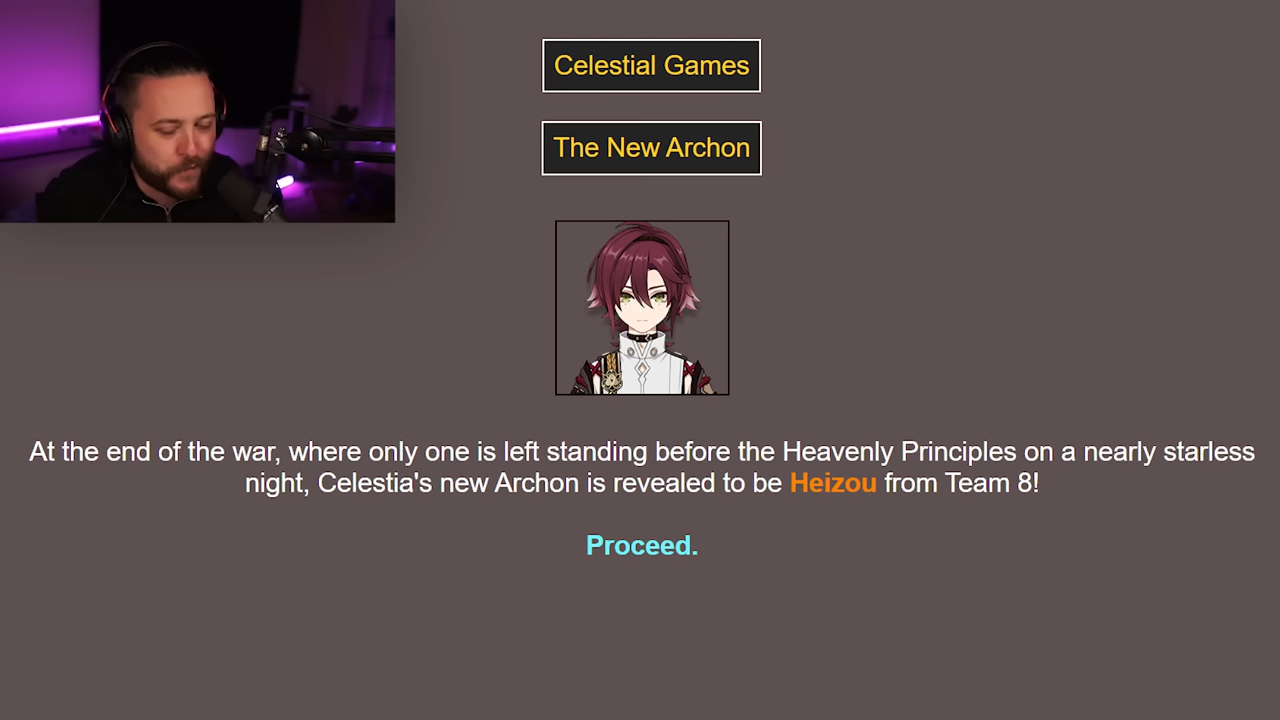 Celestial Games
The New Archon
At the end of the war, where only one is left standing before the Heavenly Principles on a nearly starless
night, Celestia's new Archon is revealed to be Heizou from Team 8!
Proceed.